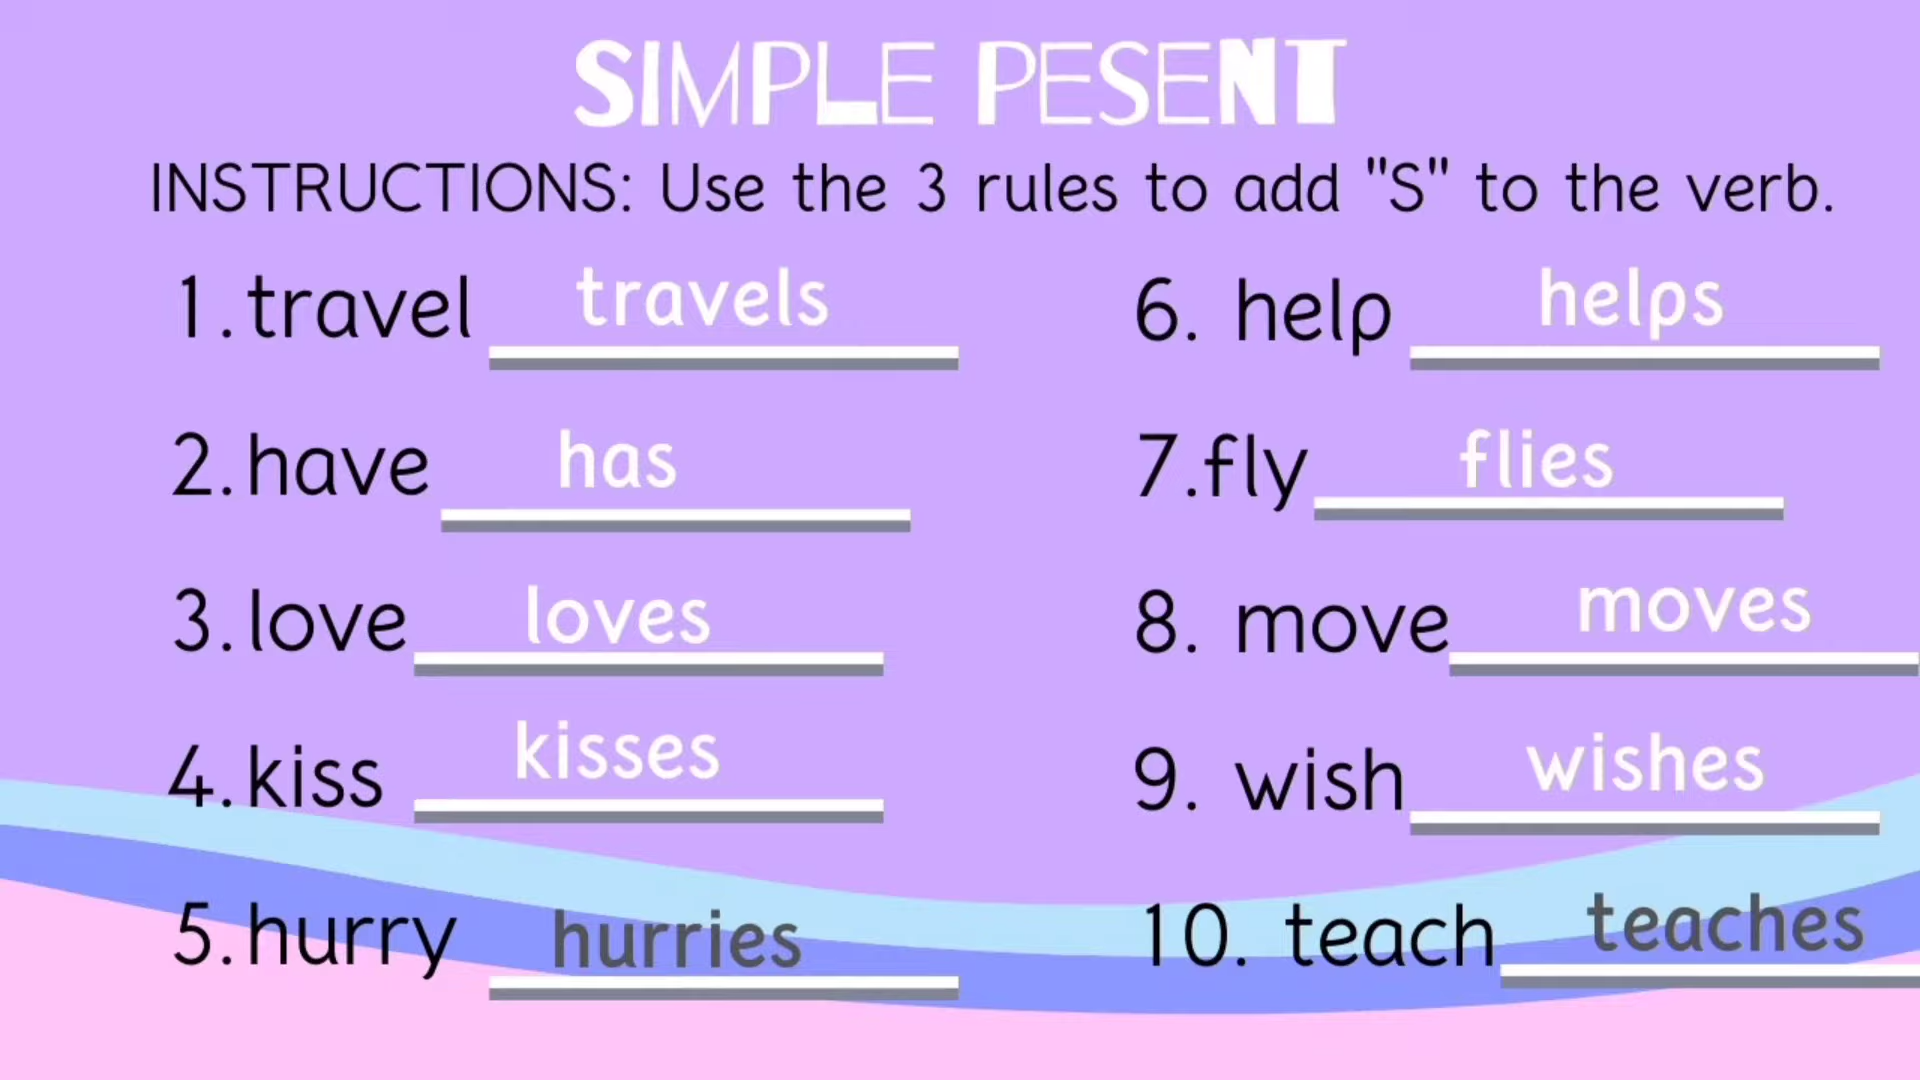 SIMPLE PESENT
INSTRUCTIONS: Use the 3 rules to add "S" to the verb.
1. travel travels
2. have has
3. love loves
4. kiss kisses
5. hurry hurries
6. help helps
7.fly flies
8. move moves
9. wish wishes
10. teach teaches